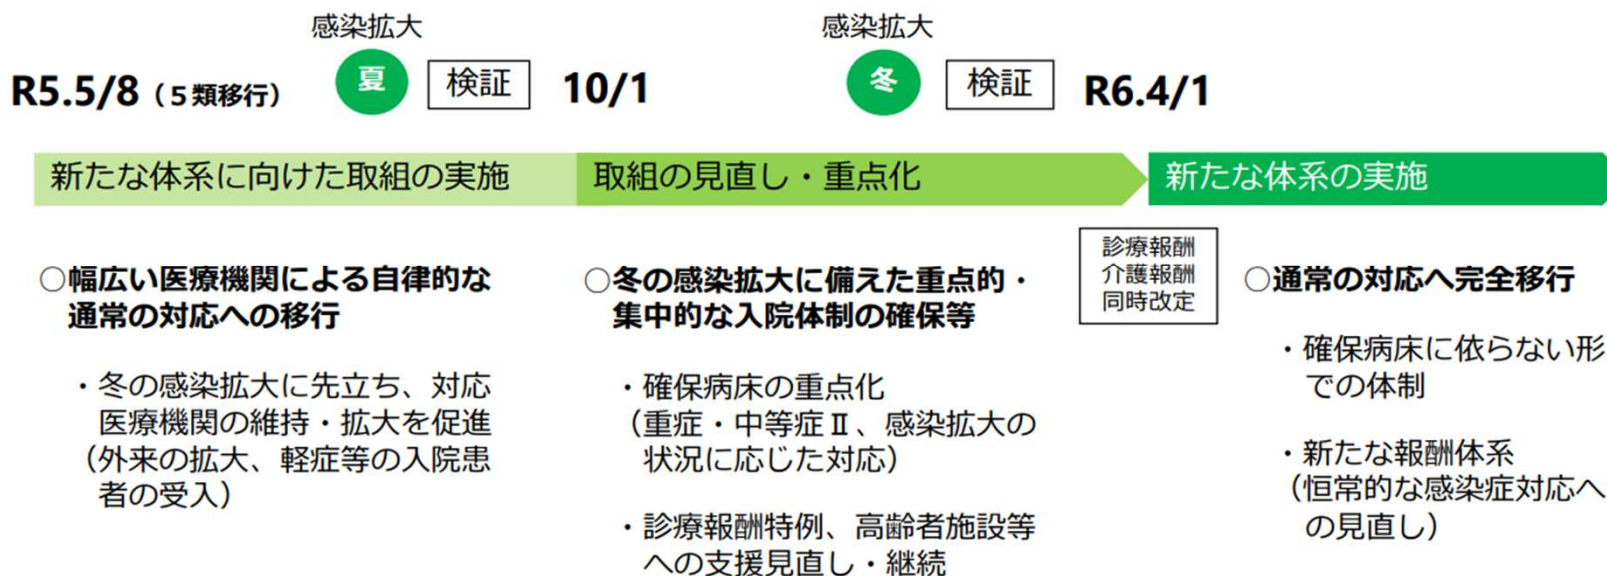 感染拡大
感染拡大
R5.5/8(5類移行)
夏
検証
10/1
冬
検証
R6.4/1
新たな体系に向けた取組の実施
取組の見直し・重点化
新たな体系の実施
○幅広い医療機関による自律的な
通常の対応への移行
・冬の感染拡大に先立ち、対応
医療機関の維持・拡大を促進
(外来の拡大、軽症等の入院患
者の受入)
○冬の感染拡大に備えた重点的・
集中的な入院体制の確保等
・確保病床の重点化
(重症・中等症Ⅱ、感染拡大の
状況に応じた対応)
・診療報酬特例、高齢者施設等
への支援見直し・継続
診療報酬
介護報酬
同時改定
○通常の対応へ完全移行
・確保病床に依らない形
での体制
・新たな報酬体系
(恒常的な感染症対応へ
の見直し)